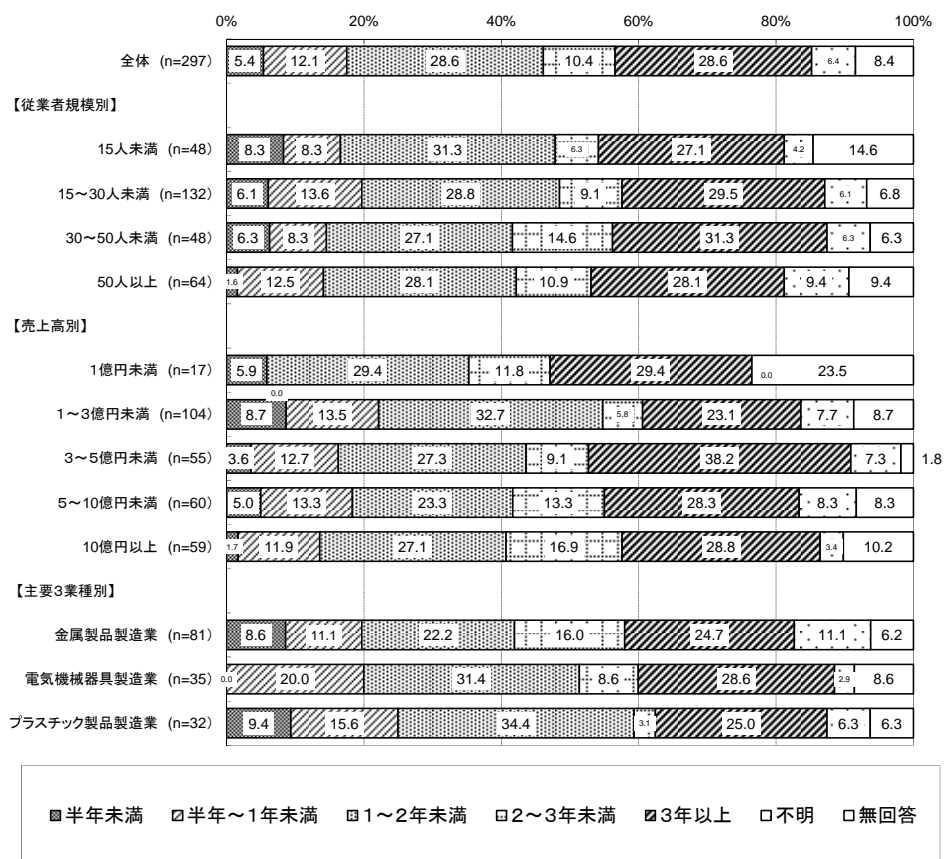 0% 20% 40% 60% 80% 100%
全体 (n=297) 5.4 12.1 28.6 10.4 28.6 6.4 8.4
【従業者規模別】
15人未満 (n=48) 8.3 8.3 31.3 6.3 27.1 4.2 14.6
15～30人未満 (n=132) 6.1 13.6 28.8 9.1 29.5 6.1 6.8
30～50人未満 (n=48) 6.3 8.3 27.1 14.6 31.3 6.3 6.3
50人以上 (n=64) 1.6 12.5 28.1 10.9 28.1 9.4 9.4
【売上高別】
1億円未満 (n=17) 5.9 0.0 29.4 11.8 29.4 0.0 23.5
1～3億円未満 (n=104) 8.7 13.5 32.7 5.8 23.1 7.7 8.7
3～5億円未満 (n=55) 3.6 12.7 27.3 9.1 38.2 7.3 1.8
5～10億円未満 (n=60) 5.0 13.3 23.3 13.3 28.3 8.3 8.3
10億円以上 (n=59) 1.7 11.9 27.1 16.9 28.8 3.4 10.2
【主要3業種別】
金属製品製造業 (n=81) 8.6 11.1 22.2 16.0 24.7 11.1 6.2
電気機械器具製造業 (n=35) 0.0 20.0 31.4 8.6 28.6 2.9 8.6
プラスチック製品製造業 (n=32) 9.4 15.6 34.4 3.1 25.0 6.3 6.3
半年未満 半年～1年未満 1～2年未満 2～3年未満 3年以上 不明 無回答